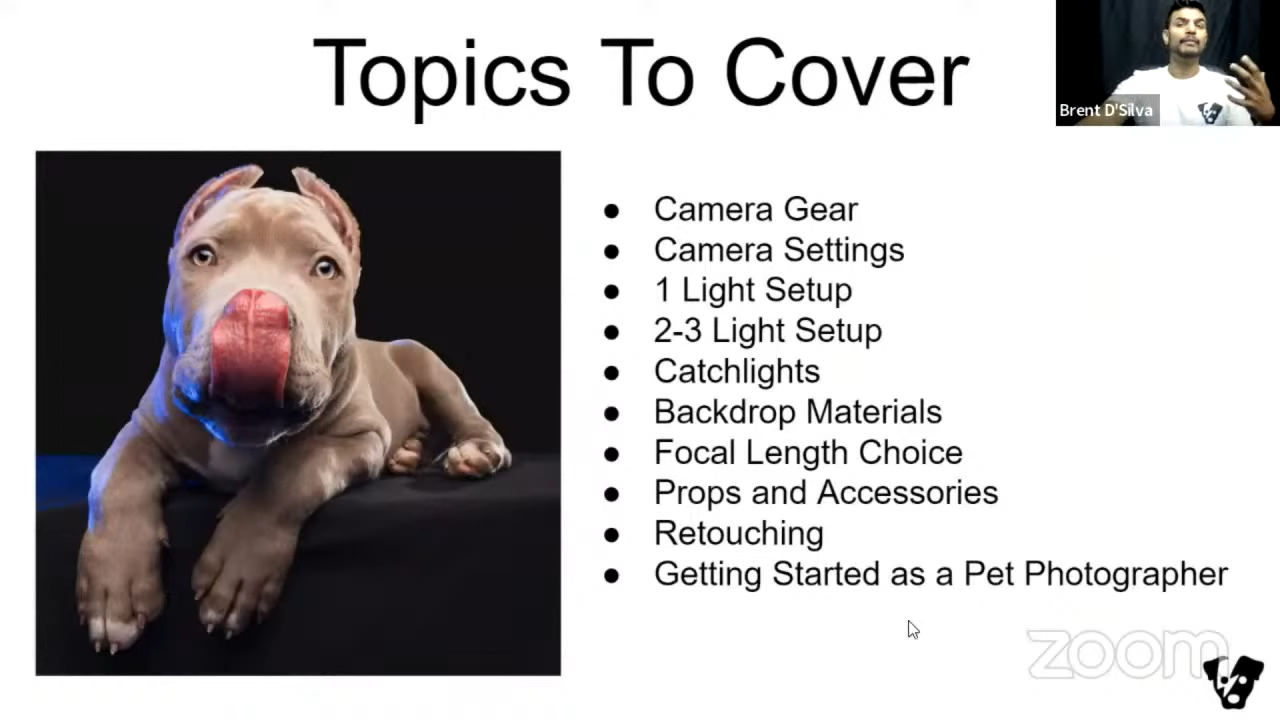 Topics To Cover
Brent D'Silva
● Camera Gear
● Camera Settings
● 1 Light Setup
● 2-3 Light Setup
● Catchlights
● Backdrop Materials
● Focal Length Choice
● Props and Accessories
● Retouching
● Getting Started as a Pet Photographer
zoom